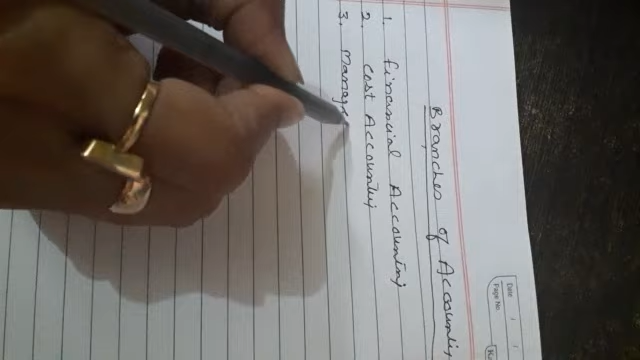 Date
Page No
Branches of Accounting
1. financial Accounting
2. cost Accounting
3. Manage